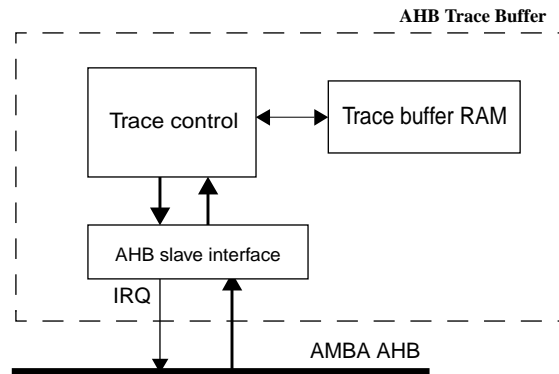 AHB Trace Buffer
Trace control
Trace buffer RAM
AHB slave interface
IRQ
AMBA AHB